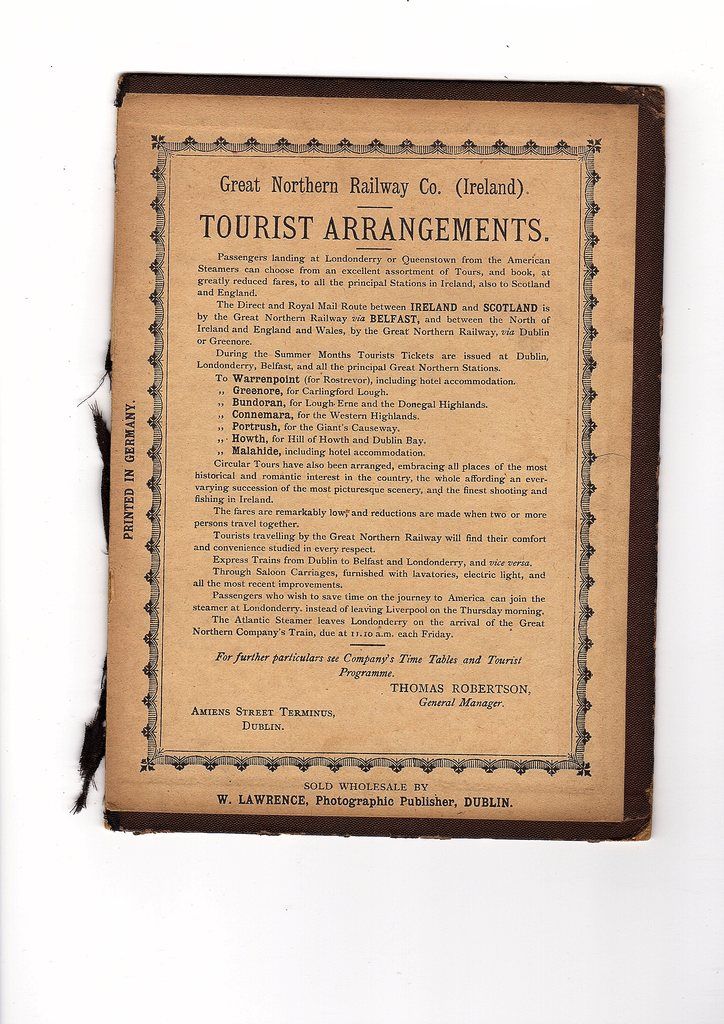 Great Northern Railway Co. (Ireland).
TOURIST ARRANGEMENTS.
Passengers landing at Londonderry or Queenstown from the American
Steamers can choose from an excellent assortment of Tours, and book, at
greatly reduced fares, to all the principal Stations in Ireland, also to Scotland
and England.
The Direct and Royal Mail Route between IRELAND and SCOTLAND is
by the Great Northern Railway via BELFAST, and between the North of
Ireland and England and Wales, by the Great Northern Railway, via Dublin
or Greenore.
During the Summer Months Tourists Tickets are issued at Dublin,
Londonderry, Belfast, and all the principal Great Northern Stations.
To Warrenpoint (for Rostrevor), including hotel accommodation.
„ Greenore, for Carlingford Lough.
„ Bundoran, for Lough Erne and the Donegal Highlands.
„ Connemara, for the Western Highlands.
„ Portrush, for the Giant's Causeway.
„ Howth, for Hill of Howth and Dublin Bay.
„ Malahide, including hotel accommodation.
Circular Tours have also been arranged, embracing all places of the most
historical and romantic interest in the country, the whole affording an ever-
varying succession of the most picturesque scenery, and the finest shooting and
fishing in Ireland.
The fares are remarkably low, and reductions are made when two or more
persons travel together.
Tourists travelling by the Great Northern Railway will find their comfort
and convenience studied in every respect.
Express Trains from Dublin to Belfast and Londonderry, and vice versa.
Through Saloon Carriages, furnished with lavatories, electric light, and
all the most recent improvements.
Passengers who wish to save time on the journey to America can join the
steamer at Londonderry, instead of leaving Liverpool on the Thursday morning.
The Atlantic Steamer leaves Londonderry on the arrival of the Great
Northern Company's Train, due at 11.10 a.m. each Friday.
For further particulars see Company's Time Tables and Tourist
Programme.
THOMAS ROBERTSON,
General Manager.
AMIENS STREET TERMINUS,
DUBLIN.
SOLD WHOLESALE BY
W. LAWRENCE, Photographic Publisher, DUBLIN.
PRINTED IN GERMANY.